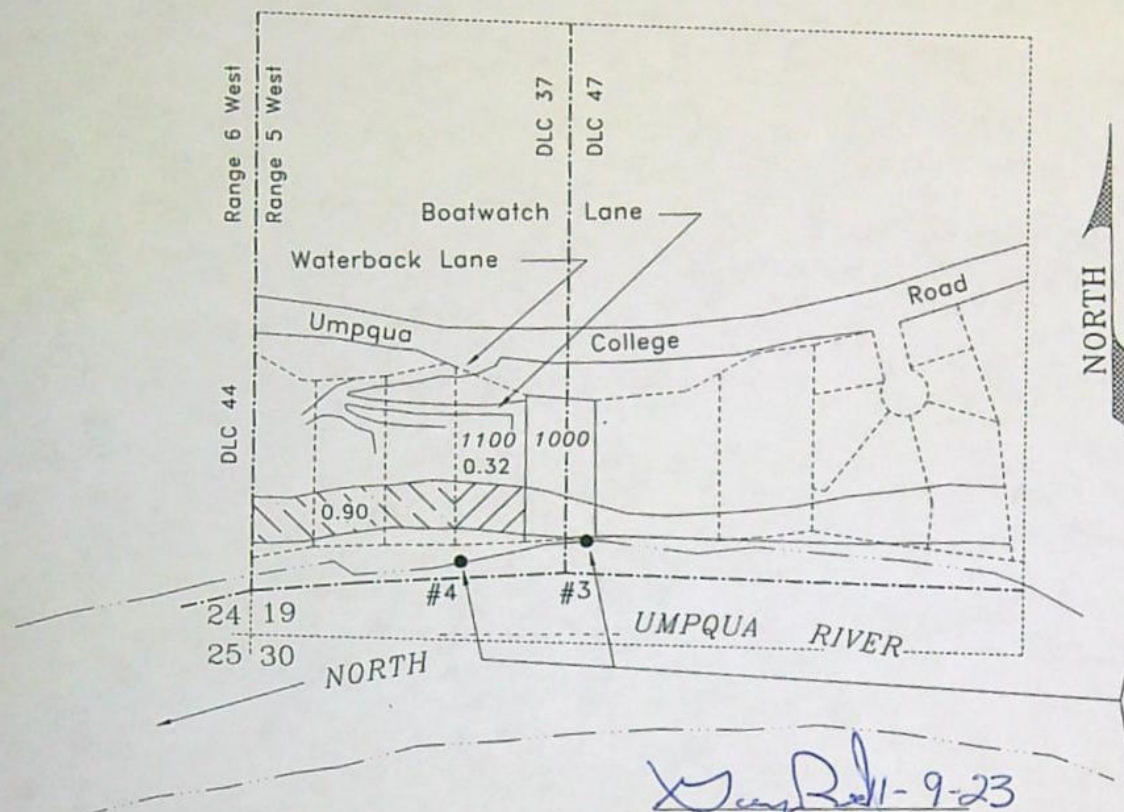 Range 6 West
Range 5 West
DLC 37
DLC 47
Boatwatch Lane
Waterback Lane
Umpqua College Road
NORTH
DLC 44
1100
0.32
1000
0.90
#4
#3
24 19
25 30
UMPQUA RIVER
NORTH
11-9-23